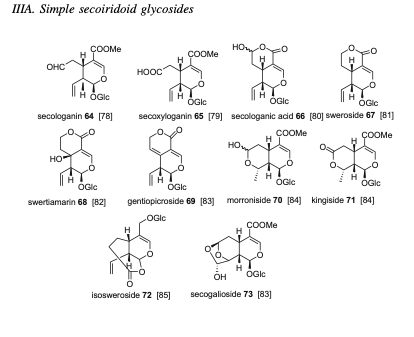 IIIA. Simple secoiridoid glycosides
COOMe
OHC
H
O
H
OGlc
COOMe
HOOC
H
O
H
OGlc
HO
O
O
H
O
H
OGlc
O
O
H
O
H
OGlc
secologanin 64 [78]
secoxyloganin 65 [79]
secologanic acid 66 [80]
sweroside 67 [81]
O
O
HO
O
H
OGlc
O
O
O
H
OGlc
COOMe
HO
H
O
O
H
OGlc
COOMe
O
H
O
O
H
OGlc
swertiamarin 68 [82]
gentiopicroside 69 [83]
morroniside 70 [84]
kingiside 71 [84]
OGlc
H
O
H
O
O
COOMe
O
H
O
O
H
OGlc
OH
isosweroside 72 [85]
secogalioside 73 [83]